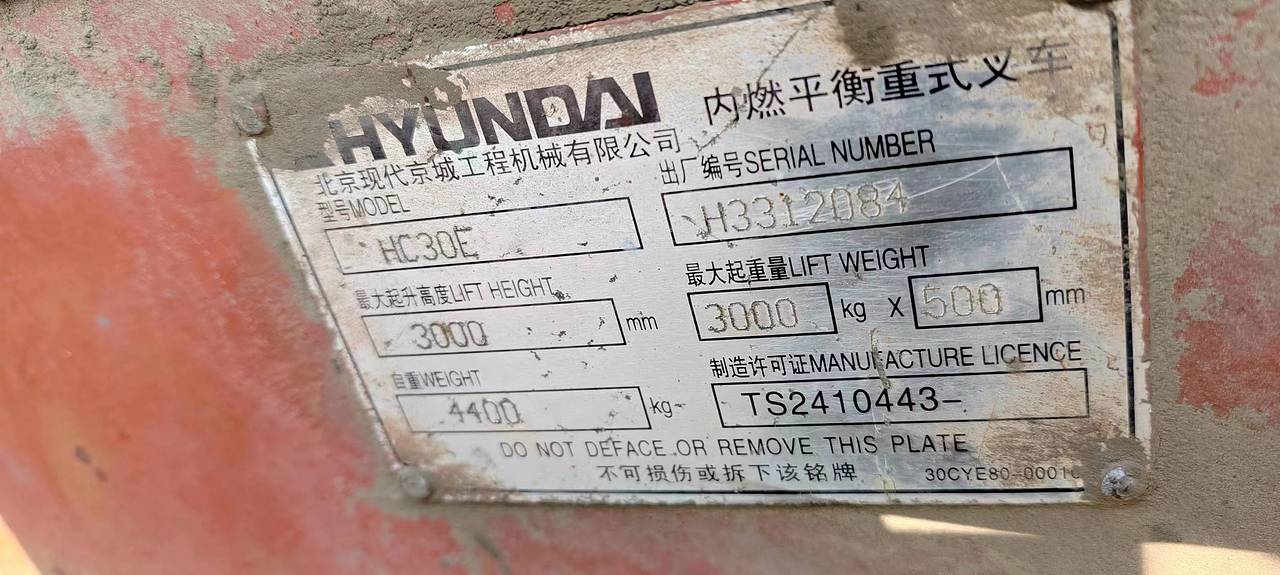 HYUNDAI 内燃平衡重式叉车
北京现代京城工程机械有限公司
型号MODEL 出厂编号SERIAL NUMBER
HC30E H3312084
最大起升高度LIFT HEIGHT 最大起重量LIFT WEIGHT
3000 mm 3000 kg X 500 mm
自重WEIGHT 制造许可证MANUFACTURE LICENCE
4400 kg TS2410443-
DO NOT DEFACE OR REMOVE THIS PLATE
不可损伤或拆下该铭牌 30CYE80-00010